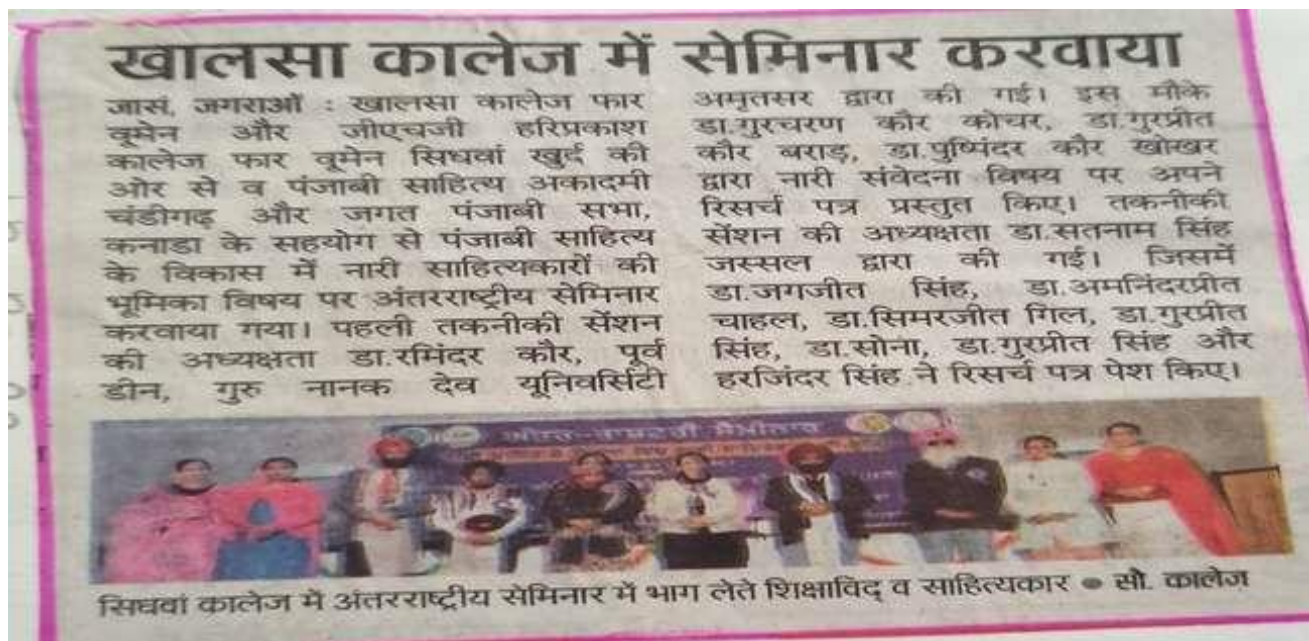 खालसा कालेज में सेमिनार करवाया
जासं, जगराओं : खालसा कालेज फार
वूमेन और जीएचजी हरिप्रकाश
कालेज फार वूमेन सिधवां खुर्द की
ओर से व पंजाबी साहित्य अकादमी
चंडीगढ़ और जगत पंजाबी सभा,
कनाडा के सहयोग से पंजाबी साहित्य
के विकास में नारी साहित्यकारों की
भूमिका विषय पर अंतरराष्ट्रीय सेमिनार
करवाया गया। पहली तकनीकी सेंशन
की अध्यक्षता डा.रमिंदर कौर, पूर्व
डीन, गुरु नानक देव यूनिवर्सिटी
अमृतसर द्वारा की गई। इस मौके
डा.गुरचरण कौर कोचर, डा.गुरप्रीत
कौर बराड़, डा.पुष्पिंदर कौर खोखर
द्वारा नारी संवेदना विषय पर अपने
रिसर्च पत्र प्रस्तुत किए। तकनीकी
सेंशन की अध्यक्षता डा.सतनाम सिंह
जस्सल द्वारा की गई। जिसमें
डा.जगजीत सिंह, डा.अमनिंदरप्रीत
चाहल, डा.सिमरजीत गिल, डा.गुरप्रीत
सिंह, डा.सोना, डा.गुरप्रीत सिंह और
हरजिंदर सिंह ने रिसर्च पत्र पेश किए।
ਅੰਤਰ-ਰਾਸ਼ਟਰੀ ਸੈਮੀਨਾਰ
सिधवां कालेज में अंतरराष्ट्रीय सेमिनार में भाग लेते शिक्षाविद् व साहित्यकार ● सौ. कालेज